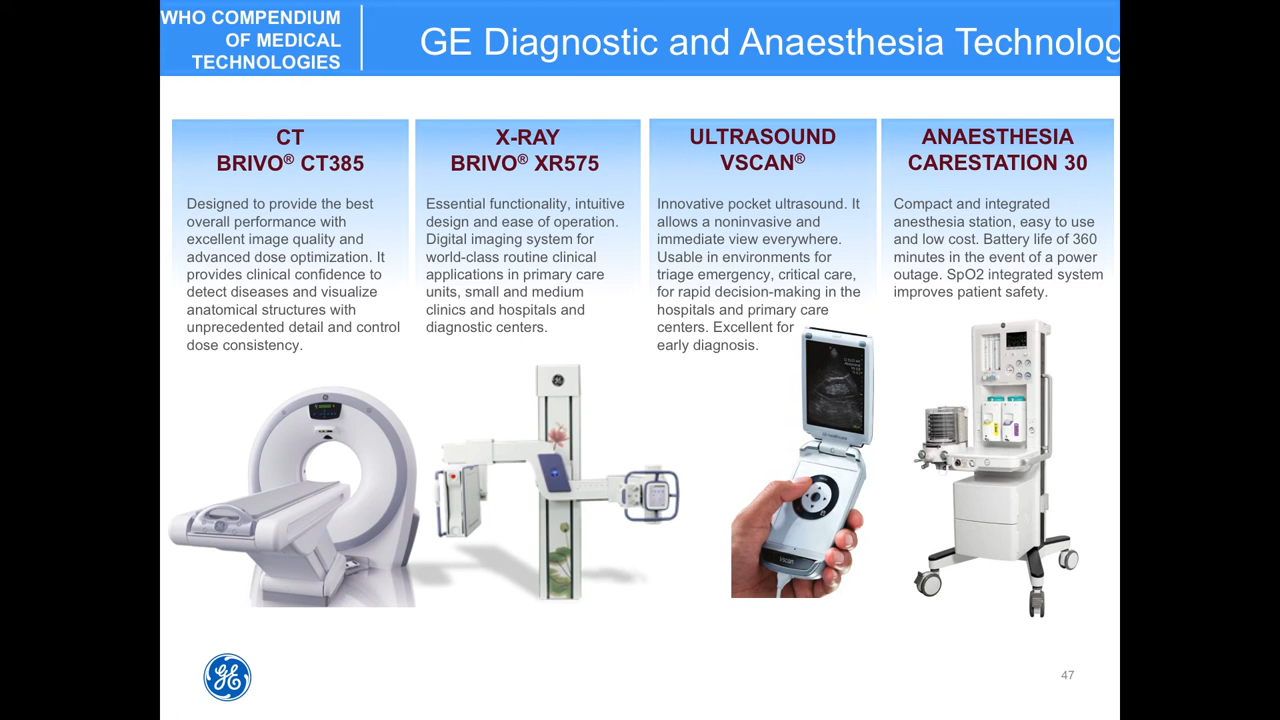 WHO COMPENDIUM
OF MEDICAL
TECHNOLOGIES
GE Diagnostic and Anaesthesia Technolog
CT
BRIVO® CT385
Designed to provide the best
overall performance with
excellent image quality and
advanced dose optimization. It
provides clinical confidence to
detect diseases and visualize
anatomical structures with
unprecedented detail and control
dose consistency.
X-RAY
BRIVO® XR575
Essential functionality, intuitive
design and ease of operation.
Digital imaging system for
world-class routine clinical
applications in primary care
units, small and medium
clinics and hospitals and
diagnostic centers.
ULTRASOUND
VSCAN®
Innovative pocket ultrasound. It
allows a noninvasive and
immediate view everywhere.
Usable in environments for
triage emergency, critical care,
for rapid decision-making in the
hospitals and primary care
centers. Excellent for
early diagnosis.
ANAESTHESIA
CARESTATION 30
Compact and integrated
anesthesia station, easy to use
and low cost. Battery life of 360
minutes in the event of a power
outage. SpO2 integrated system
improves patient safety.
Vscan
GE
47